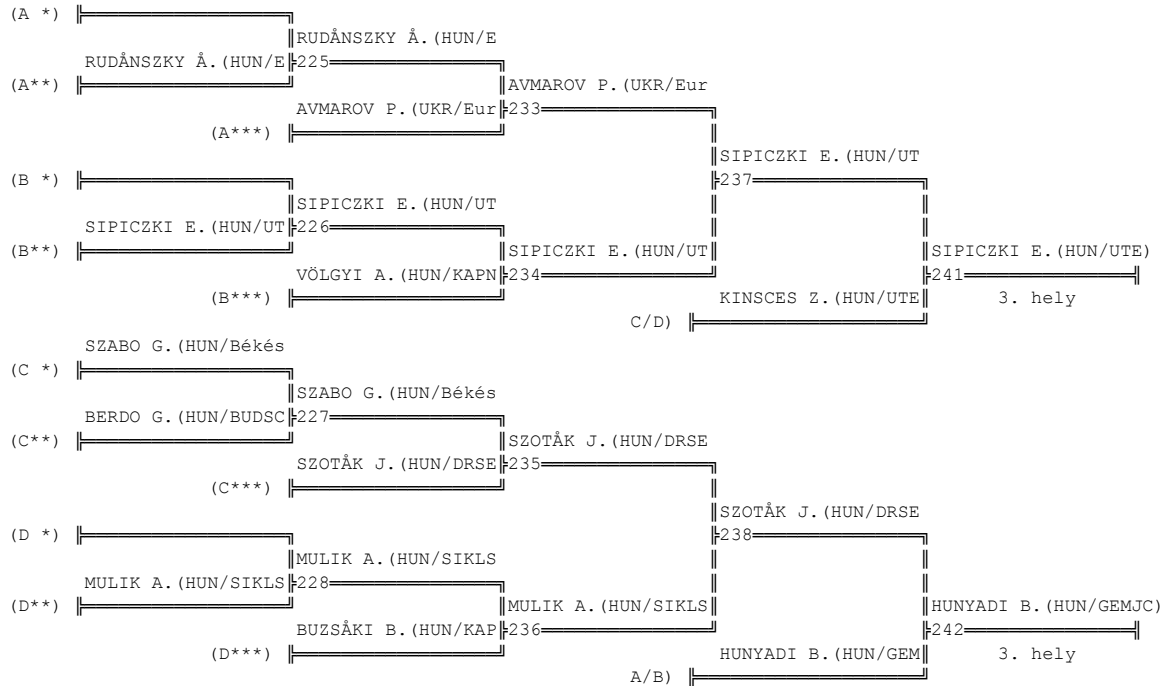 (A *)
RUDÅNSZKY Å.(HUN/E
RUDÅNSZKY Å.(HUN/E 225
(A**) AVMAROV P.(UKR/Eur
AVMAROV P.(UKR/Eur 233
(A***)
SIPICZKI E.(HUN/UT
(B *) 237
SIPICZKI E.(HUN/UT
SIPICZKI E.(HUN/UT 226
(B**) SIPICZKI E.(HUN/UT SIPICZKI E.(HUN/UTE)
VÖLGYI A.(HUN/KAPN 234 241
(B***) KINSCES Z.(HUN/UTE 3. hely
C/D)
SZABO G.(HUN/Békés
(C *)
SZABO G.(HUN/Békés
BERDO G.(HUN/BUDSC 227
(C**) SZOTÅK J.(HUN/DRSE
SZOTÅK J.(HUN/DRSE 235
(C***)
SZOTÅK J.(HUN/DRSE
(D *) 238
MULIK A.(HUN/SIKLS
MULIK A.(HUN/SIKLS 228
(D**) MULIK A.(HUN/SIKLS HUNYADI B.(HUN/GEMJC)
BUZSÅKI B.(HUN/KAP 236 242
(D***) HUNYADI B.(HUN/GEM 3. hely
A/B)